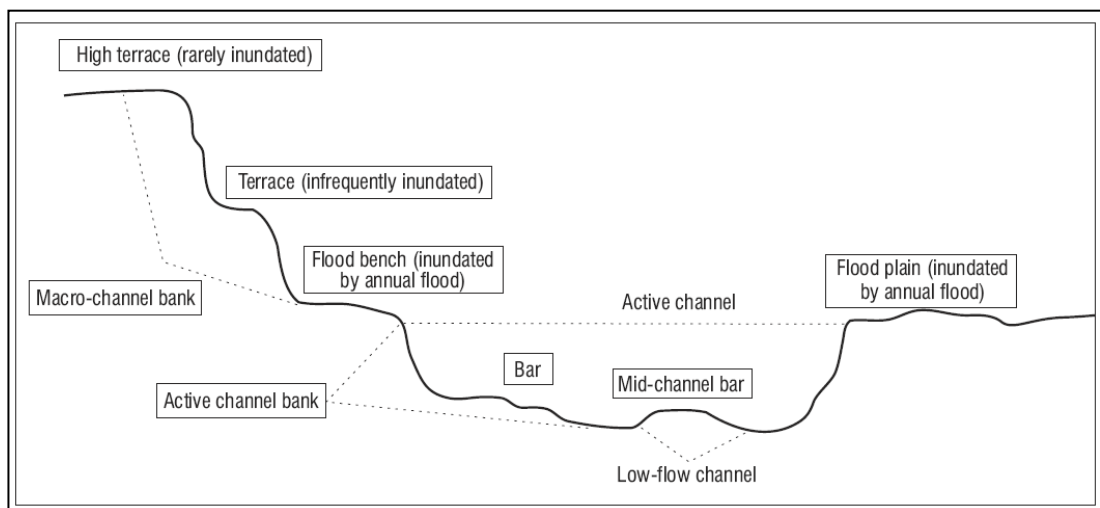 High terrace (rarely inundated)
Terrace (infrequently inundated)
Flood bench (inundated
by annual flood)
Flood plain (inundated
by annual flood)
Macro-channel bank
Active channel
Bar
Mid-channel bar
Active channel bank
Low-flow channel